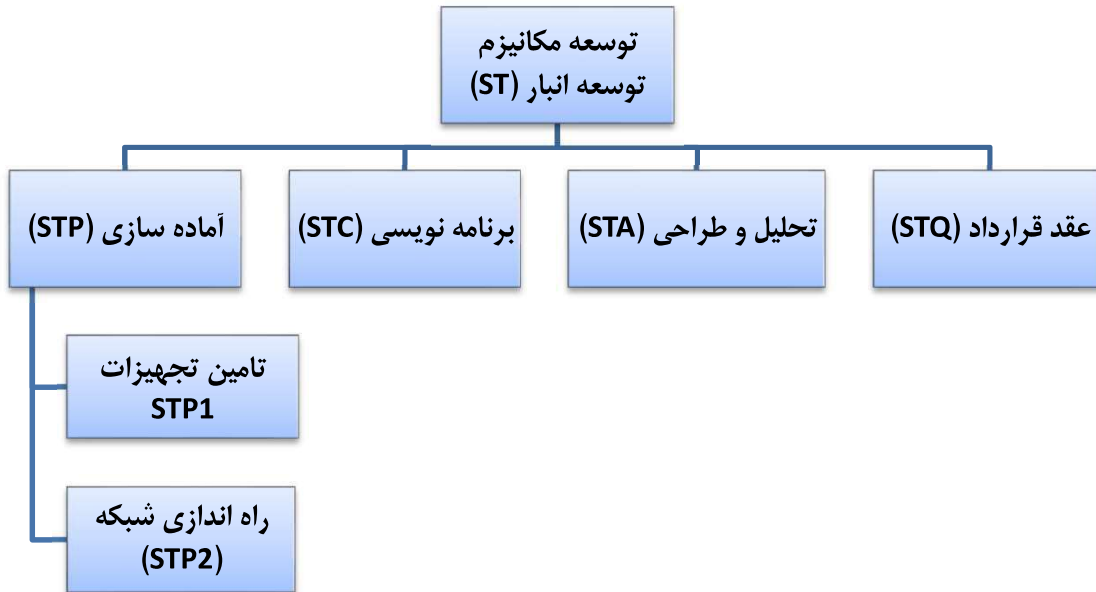 توسعه مکانیزم
توسعه انبار (ST)
عقد قرارداد (STQ)
تحلیل و طراحی (STA)
برنامه نویسی (STC)
آماده سازی (STP)
تامین تجهیزات
STP1
راه اندازی شبکه
(STP2)